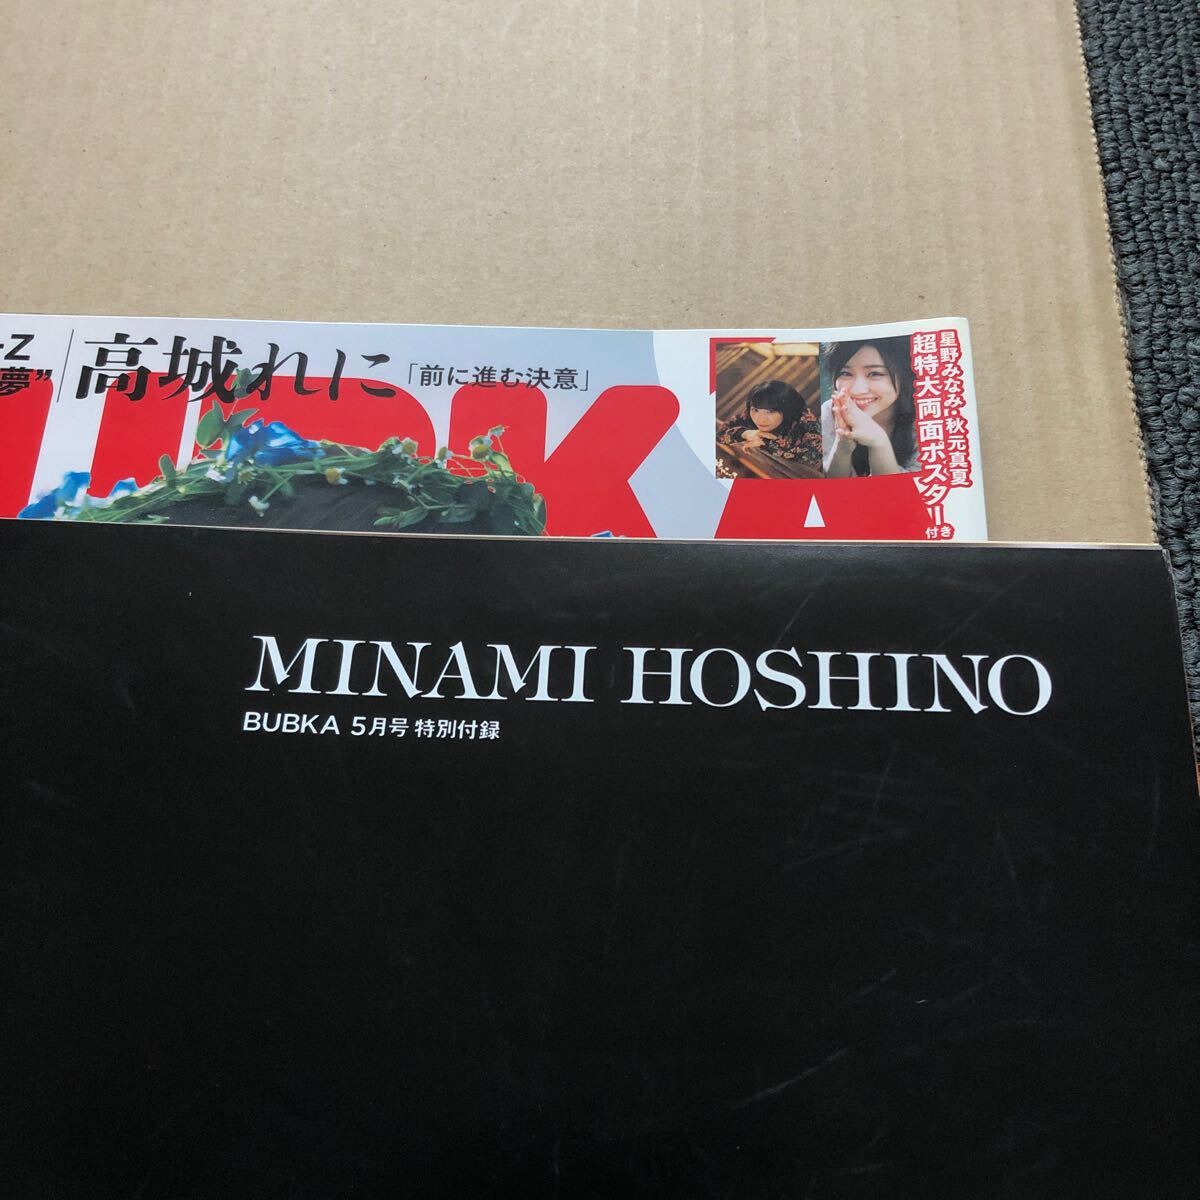 -Z
夢”
高城れに「前に進む決意」
UBKA
星野みなみ・秋元真夏
超特大両面ポスター付き
MINAMI HOSHINO
BUBKA 5月号 特別付録